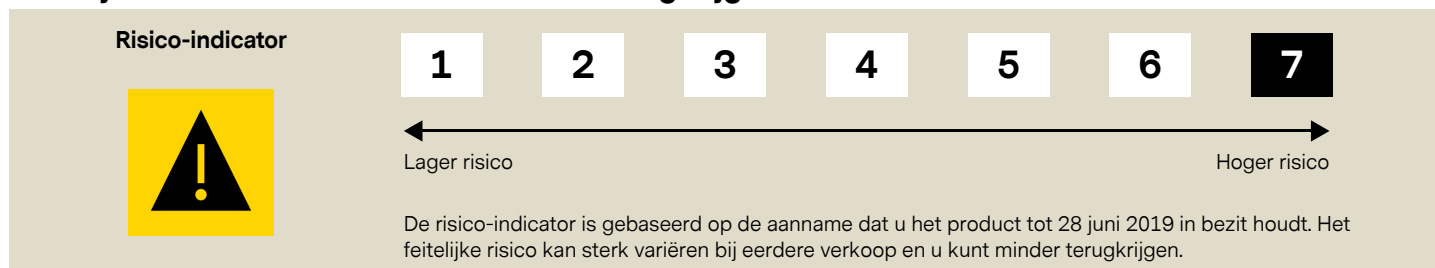 Risico-indicator
1 2 3 4 5 6 7
Lager risico Hoger risico
De risico-indicator is gebaseerd op de aanname dat u het product tot 28 juni 2019 in bezit houdt. Het
feitelijke risico kan sterk variëren bij eerdere verkoop en u kunt minder terugkrijgen.